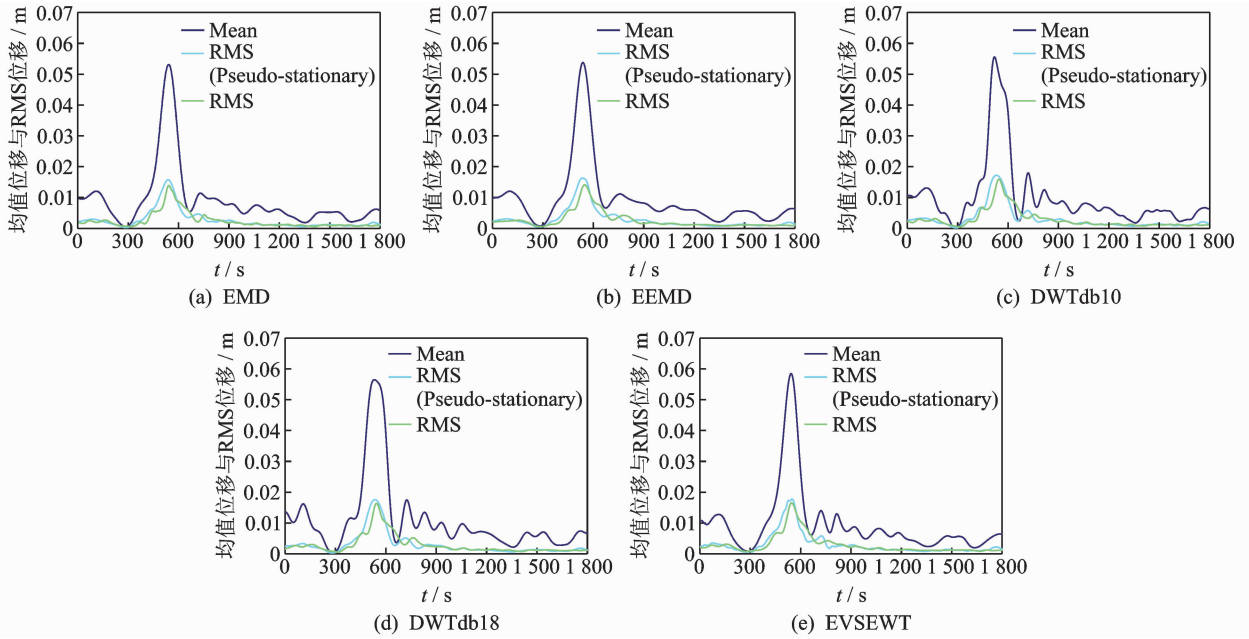 均值位移与RMS位移 / m
0.07
0.06
0.05
0.04
0.03
0.02
0.01
0
Mean
RMS
(Pseudo-stationary)
RMS
0 300 600 900 1 200 1 500 1 800
t / s
(a) EMD
均值位移与RMS位移 / m
0.07
0.06
0.05
0.04
0.03
0.02
0.01
0
Mean
RMS
(Pseudo-stationary)
RMS
0 300 600 900 1 200 1 500 1 800
t / s
(b) EEMD
均值位移与RMS位移 / m
0.07
0.06
0.05
0.04
0.03
0.02
0.01
0
Mean
RMS
(Pseudo-stationary)
RMS
0 300 600 900 1 200 1 500 1 800
t / s
(c) DWTdb10
均值位移与RMS位移 / m
0.07
0.06
0.05
0.04
0.03
0.02
0.01
0
Mean
RMS
(Pseudo-stationary)
RMS
0 300 600 900 1 200 1 500 1 800
t / s
(d) DWTdb18
均值位移与RMS位移 / m
0.07
0.06
0.05
0.04
0.03
0.02
0.01
0
Mean
RMS
(Pseudo-stationary)
RMS
0 300 600 900 1 200 1 500 1 800
t / s
(e) EVSEWT